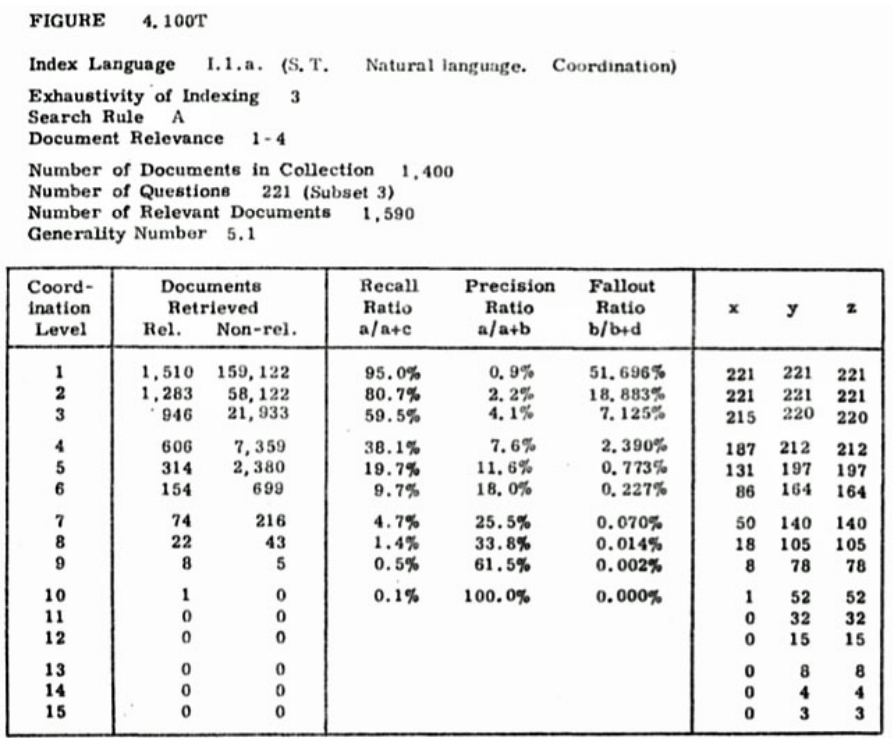 FIGURE 4.100T
Index Language I.1.a. (S.T. Natural language. Coordination)
Exhaustivity of Indexing 3
Search Rule A
Document Relevance 1-4
Number of Documents in Collection 1,400
Number of Questions 221 (Subset 3)
Number of Relevant Documents 1,590
Generality Number 5.1
Coord- Documents Recall Precision Fallout
ination Retrieved Ratio Ratio Ratio x y z
Level Rel. Non-rel. a/a+c a/a+b b/b+d
1 1,510 159,122 95.0% 0.9% 51.696% 221 221 221
2 1,283 58,122 80.7% 2.2% 18.883% 221 221 221
3 946 21,933 59.5% 4.1% 7.125% 215 220 220
4 606 7,359 38.1% 7.6% 2.390% 187 212 212
5 314 2,380 19.7% 11.6% 0.773% 131 197 197
6 154 699 9.7% 18.0% 0.227% 86 164 164
7 74 216 4.7% 25.5% 0.070% 50 140 140
8 22 43 1.4% 33.8% 0.014% 18 105 105
9 8 5 0.5% 61.5% 0.002% 8 78 78
10 1 0 0.1% 100.0% 0.000% 1 52 52
11 0 0 0 32 32
12 0 0 0 15 15
13 0 0 0 8 8
14 0 0 0 4 4
15 0 0 0 3 3